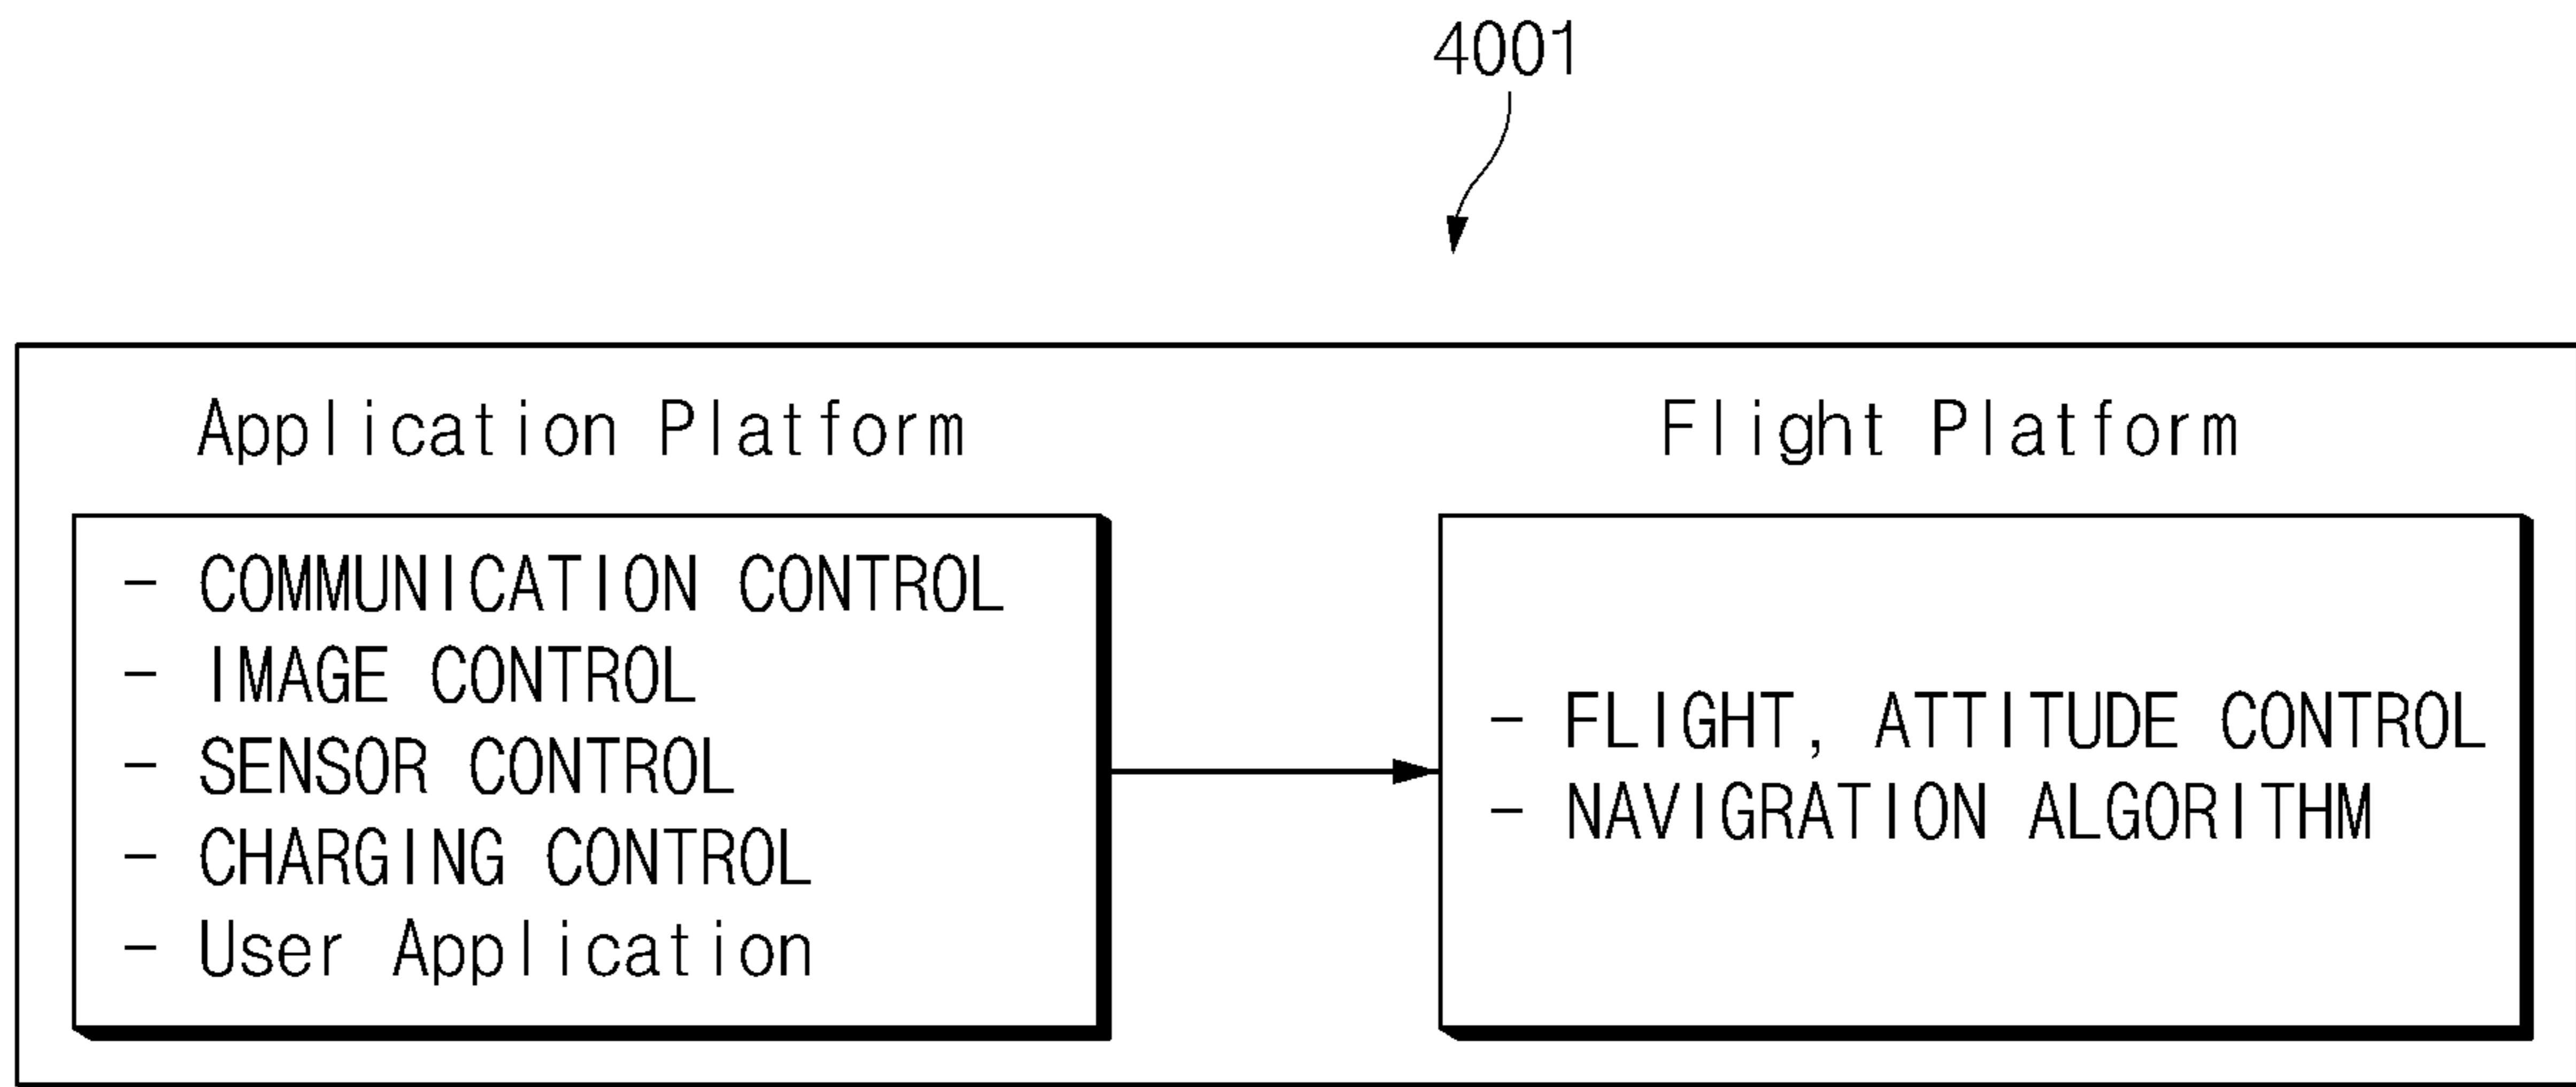 4001
Application Platform
- COMMUNICATION CONTROL
- IMAGE CONTROL
- SENSOR CONTROL
- CHARGING CONTROL
- User Application
Flight Platform
- FLIGHT, ATTITUDE CONTROL
- NAVIGRATION ALGORITHM